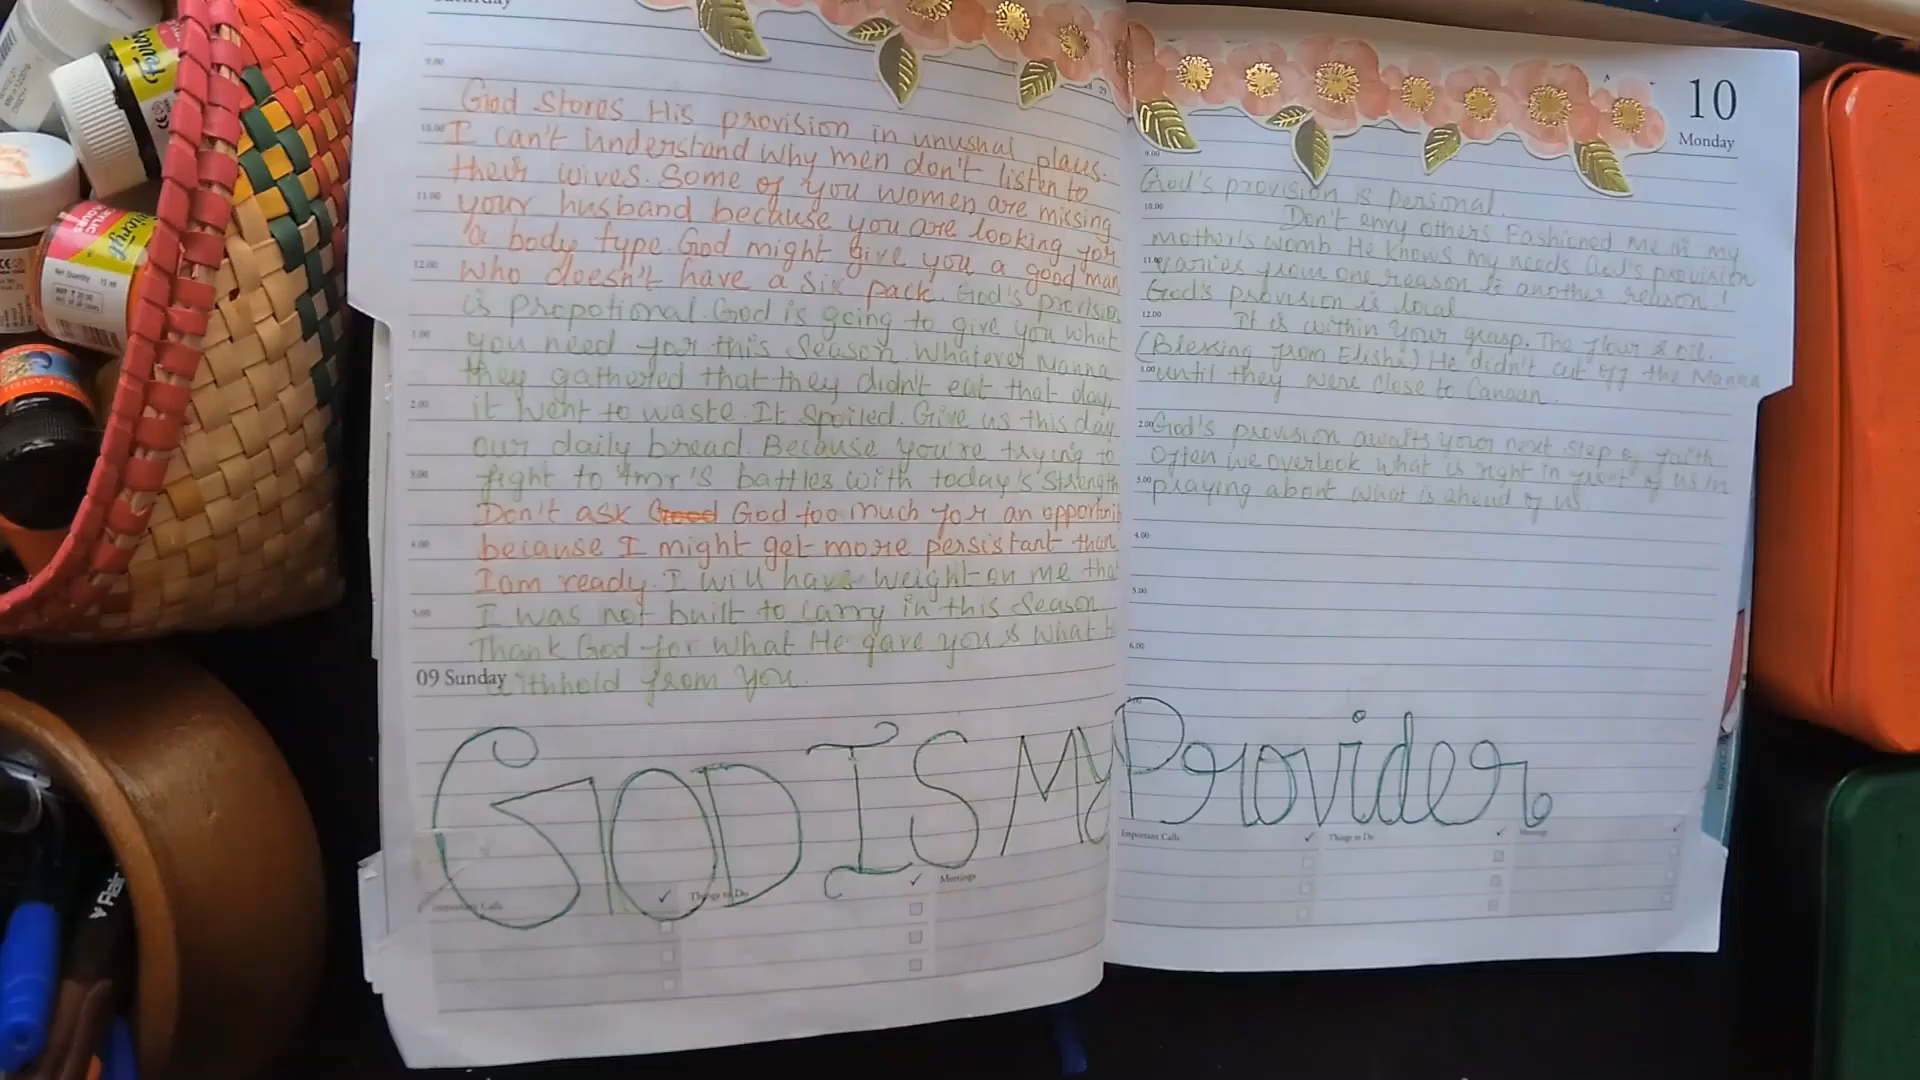 Saturday
9.00
God stores His provision in unusual places.
10.00
I can't understand why men don't listen to
their wives. Some of you women are missing
11.00
your husband because you are looking for
a body type. God might give you a good man
12.00
who doesn't have a six pack. God's provision
is propotional. God is going to give you what
1.00
you need for this season. Whatever Manna
they gathered that they didn't eat that day,
2.00
it went to waste. It spoiled. Give us this day
our daily bread. Because you're trying to
3.00
fight to tmr's battles with today's strength
Don't ask Good God too much for an opportunit
4.00
because I might get more persistant than
I am ready. I will have weight on me tha
5.00
I was not built to carry in this season
Thank God for what He gave you & what h
09 Sunday
withhold from you.
GOD IS MY Provider
Important Calls ✓ Things to Do ✓ Meetings
10
Monday
9.00
God's provision is personal.
10.00
Don't envy others Fashioned me in my
mother's womb. He knows my needs God's provision
11.00
varies from one reason to another reason!
God's provision is local
12.00
It is within your grasp. The flour & oil.
(Blessing from Elisha) He didn't cut off the Manna
1.00
until they were close to Canaan.
2.00
God's provision awaits your next step of faith
Often we overlook what is right in front of us in
3.00
praying about what is ahead of us.
4.00
5.00
6.00
Important Calls ✓ Things to Do ✓ Meetings
Flair